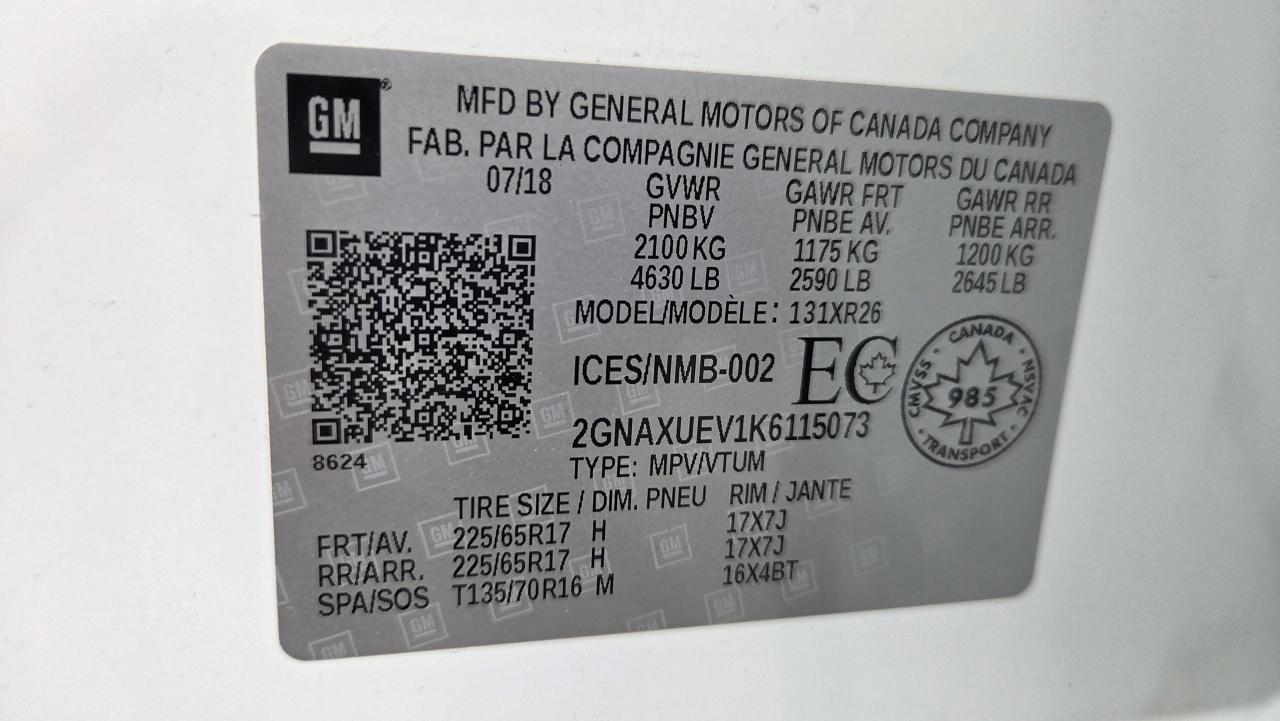 GM
MFD BY GENERAL MOTORS OF CANADA COMPANY
FAB. PAR LA COMPAGNIE GENERAL MOTORS DU CANADA
07/18 GVWR GAWR FRT GAWR RR
PNBV PNBE AV. PNBE ARR.
2100 KG 1175 KG 1200 KG
4630 LB 2590 LB 2645 LB
MODEL/MODÈLE: 131XR26
ICES/NMB-002 EC
CANADA
CMVSS 985 NSVAC
TRANSPORT
2GNAXUEV1K6115073
8624 TYPE: MPV/VTUM
TIRE SIZE / DIM. PNEU RIM / JANTE
FRT/AV. 225/65R17 H 17X7J
RR/ARR. 225/65R17 H 17X7J
SPA/SOS T135/70R16 M 16X4BT